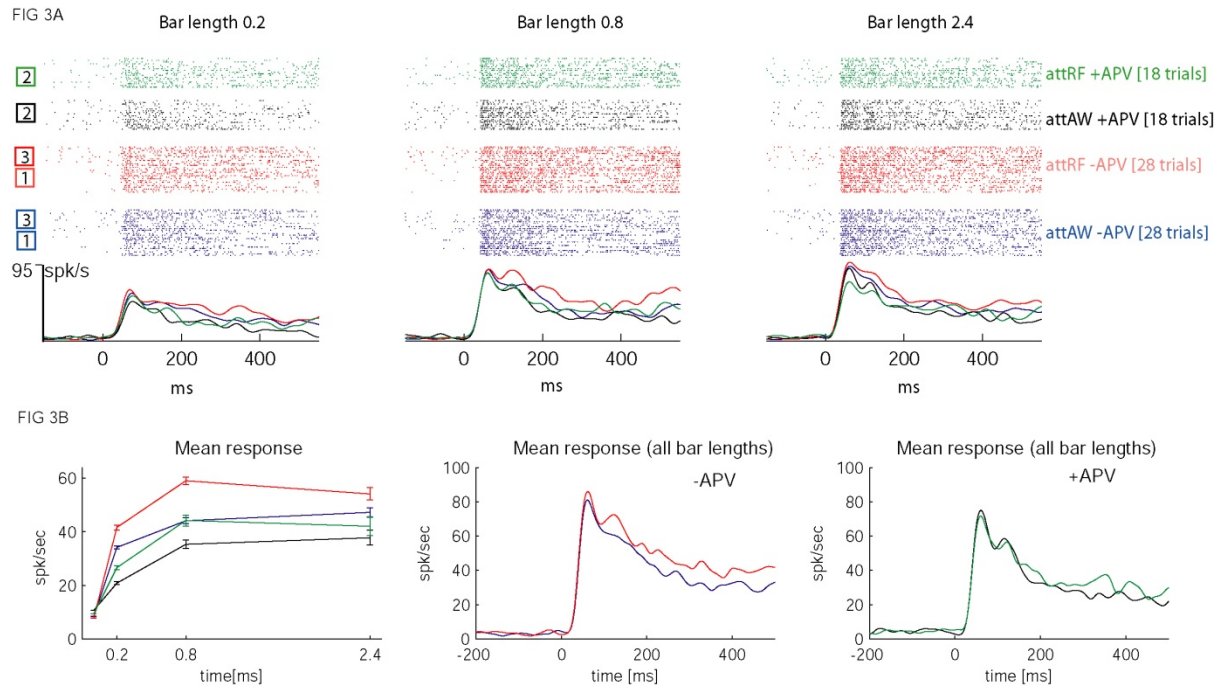 FIG 3A
Bar length 0.2
Bar length 0.8
Bar length 2.4
2
attRF +APV [18 trials]
2
attAW +APV [18 trials]
3
1
attRF -APV [28 trials]
3
1
attAW -APV [28 trials]
95 spk/s
0 200 400
0 200 400
0 200 400
ms
ms
ms
FIG 3B
Mean response
Mean response (all bar lengths)
Mean response (all bar lengths)
-APV
+APV
60
40
20
0
spk/sec
0.2 0.8 2.4
time[ms]
100
80
60
40
20
0
spk/sec
-200 0 200 400
time [ms]
100
80
60
40
20
0
spk/sec
-200 0 200 400
time [ms]